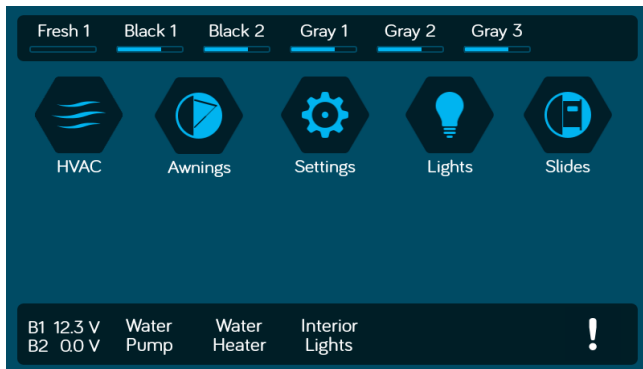 Fresh 1 Black 1 Black 2 Gray 1 Gray 2 Gray 3
HVAC Awnings Settings Lights Slides
B1 12.3 V Water Water Interior
B2 0.0 V Pump Heater Lights
!